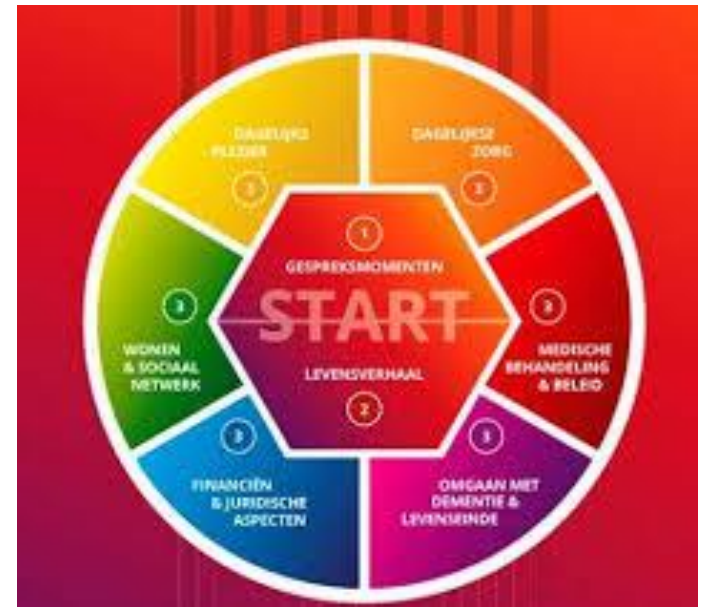 DAGELIJKS
PLEZIER
3
DAGELIJKSE
ZORG
3
1
GESPREKSMOMENTEN
START
LEVENSVERHAAL
2
3
WONEN
& SOCIAAL
NETWERK
3
MEDISCHE
BEHANDELING
& BELEID
3
FINANCIËN
& JURIDISCHE
ASPECTEN
3
OMGAAN MET
DEMENTIE &
LEVENSEINDE